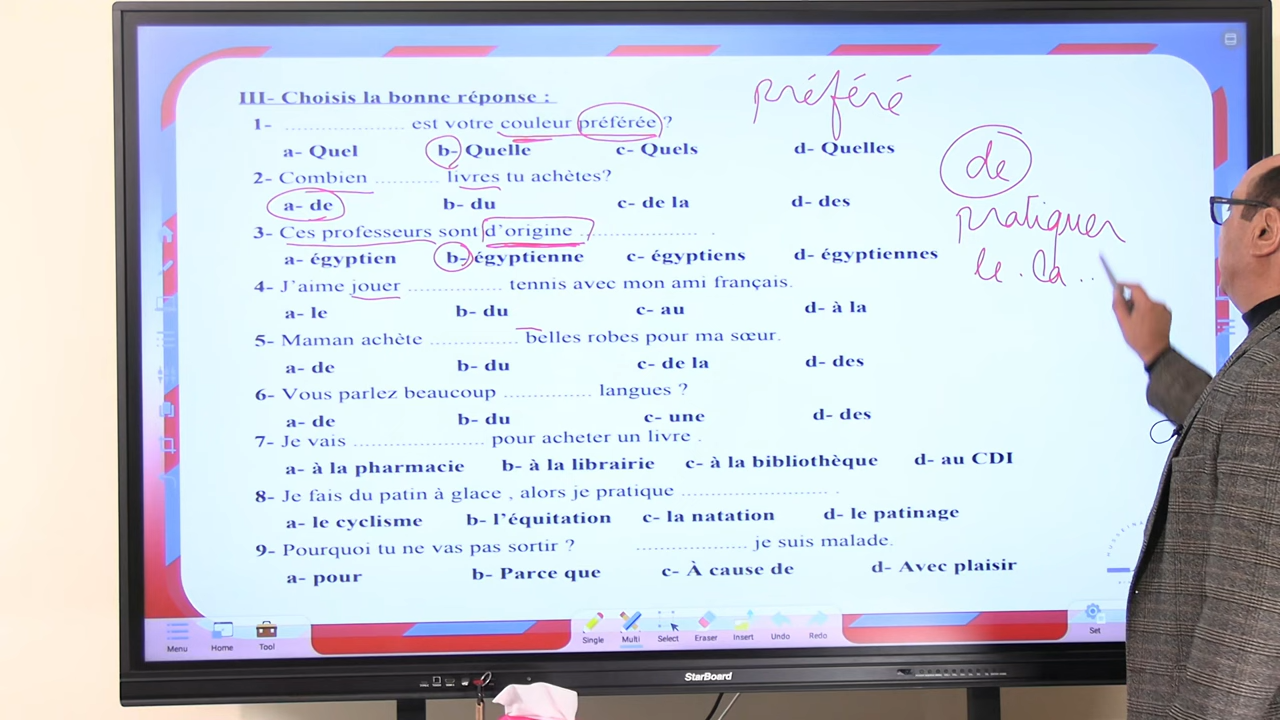 III- Choisis la bonne réponse :
préféré
1- .................... est votre couleur préférée ?
a- Quel b- Quelle c- Quels d- Quelles
de
2- Combien ........... livres tu achètes?
a- de b- du c- de la d- des
pratiquer
3- Ces professeurs sont d'origine .................... .
a- égyptien b- égyptienne c- égyptiens d- égyptiennes
le . la ...
4- J'aime jouer ................ tennis avec mon ami français.
a- le b- du c- au d- à la
5- Maman achète ............... belles robes pour ma sœur.
a- de b- du c- de la d- des
6- Vous parlez beaucoup ............... langues ?
a- de b- du c- une d- des
7- Je vais ...................... pour acheter un livre .
a- à la pharmacie b- à la librairie c- à la bibliothèque d- au CDI
8- Je fais du patin à glace , alors je pratique ......................... .
a- le cyclisme b- l'équitation c- la natation d- le patinage
9- Pourquoi tu ne vas pas sortir ? ................... je suis malade.
a- pour b- Parce que c- À cause de d- Avec plaisir
Menu Home Tool Single Multi Select Eraser Insert Undo Redo Set
StarBoard